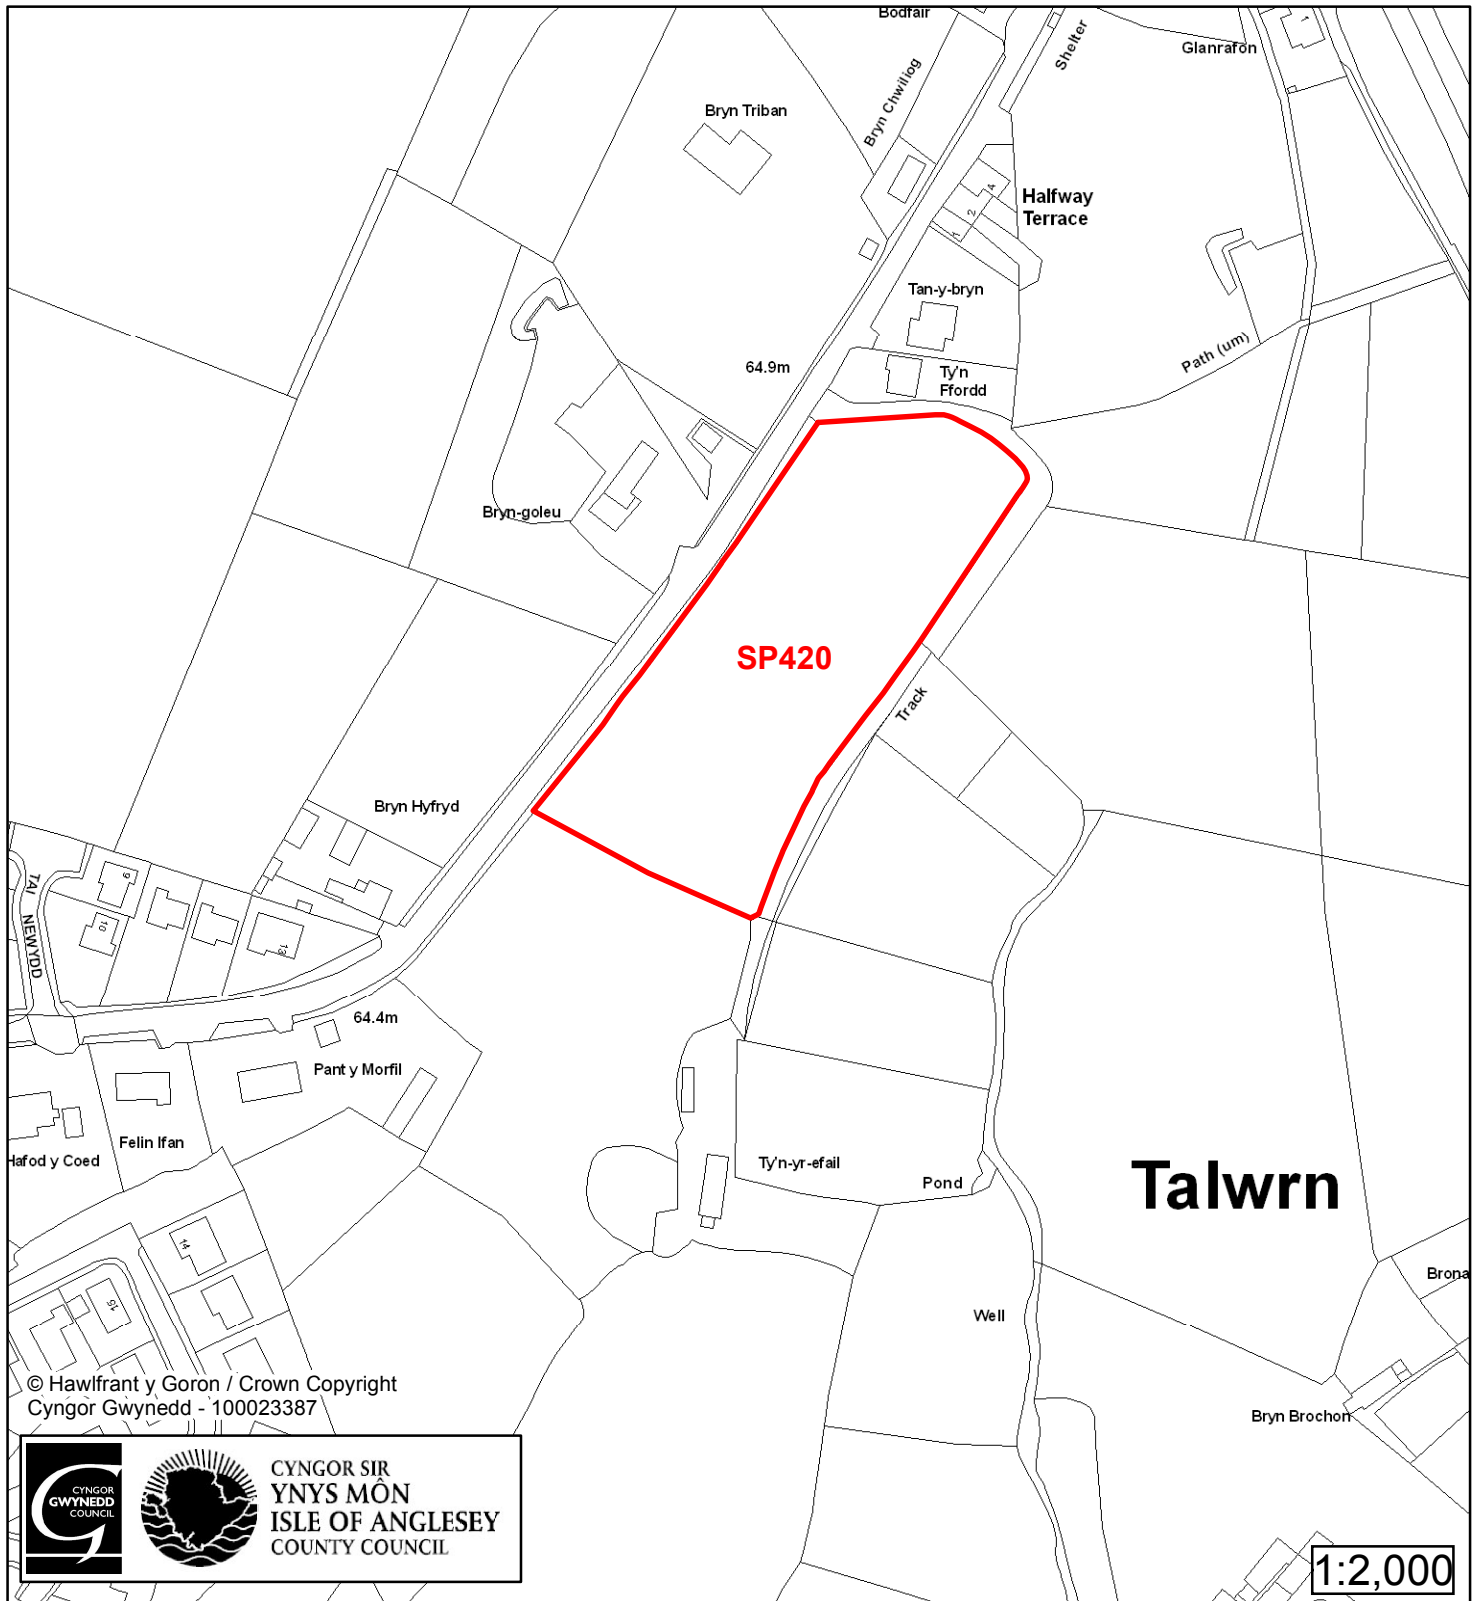 Bodfair
Shelter
Glanrafon
1
Bryn Chwiliog
Bryn Triban
4
2
1
Halfway
Terrace
Tan-y-bryn
Path (um)
64.9m
Ty'n
Ffordd
Bryn-goleu
SP420
Track
Bryn Hyfryd
TAI NEWYDD
9
10
13
64.4m
Pant y Morfil
Felin Ifan
Hafod y Coed
Ty'n-yr-efail
Pond
Talwrn
14
15
Well
Brona
Bryn Brochon
© Hawlfrant y Goron / Crown Copyright
Cyngor Gwynedd - 100023387
CYNGOR
GWYNEDD
COUNCIL
CYNGOR SIR
YNYS MÔN
ISLE OF ANGLESEY
COUNTY COUNCIL
1:2,000